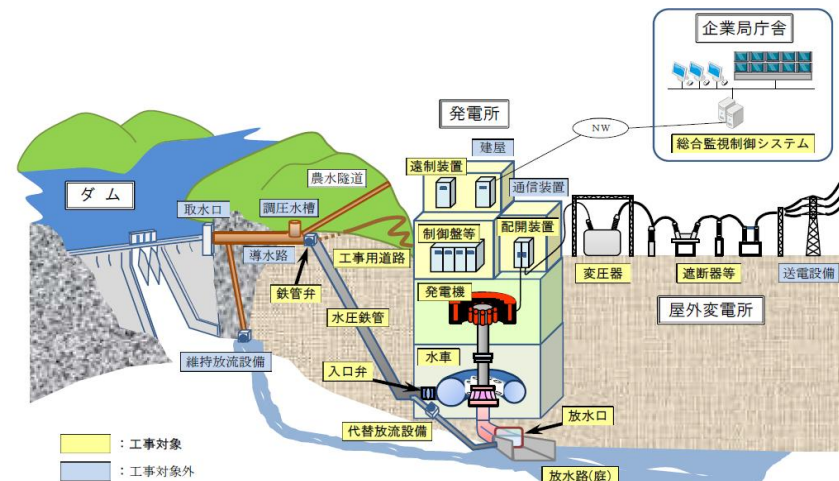 企業局庁舎
NW
総合監視制御システム
発電所
建屋
遠制装置
通信装置
ダム
農水隧道
取水口
調圧水槽
制御盤等
配開装置
導水路
工事用道路
鉄管弁
変圧器
遮断器等
送電設備
発電機
屋外変電所
水圧鉄管
維持放流設備
水車
入口弁
代替放流設備
放水口
：工事対象
：工事対象外
放水路(庭)